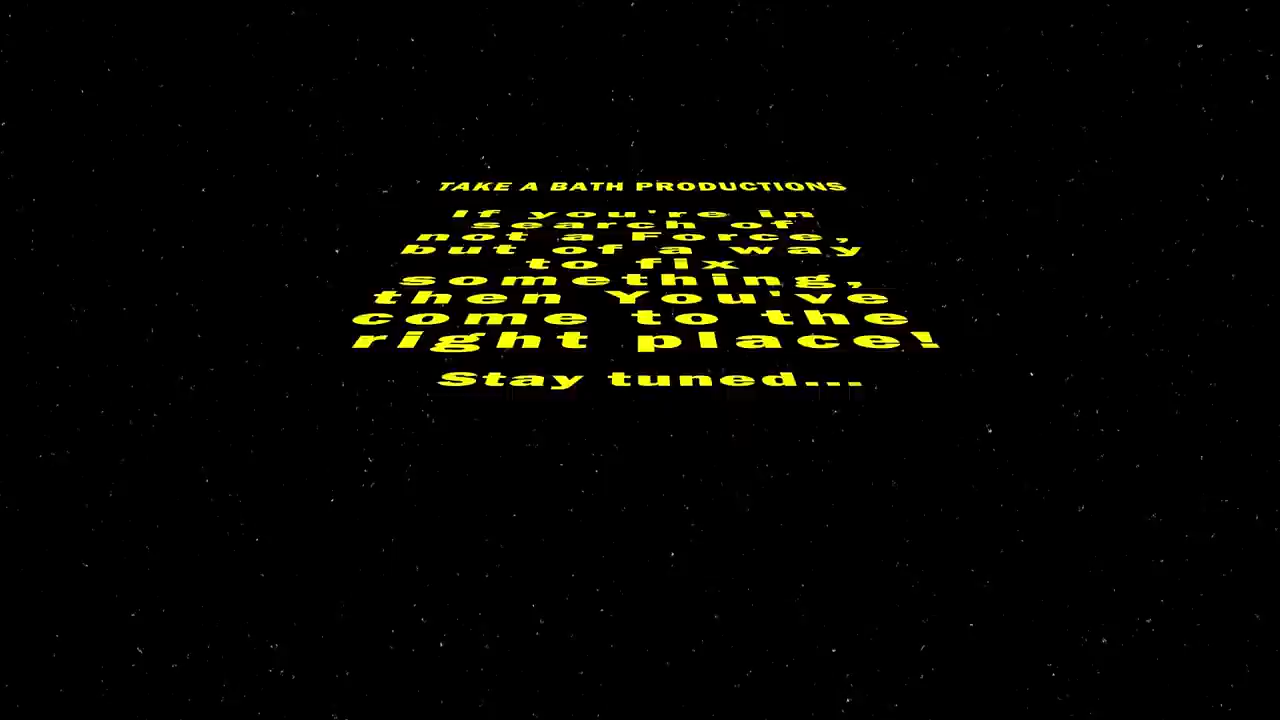 TAKE A BATH PRODUCTIONS
If you're in
search of
not a Force,
but of a way
to fix
something,
then You've
come to the
right place!
Stay tuned...